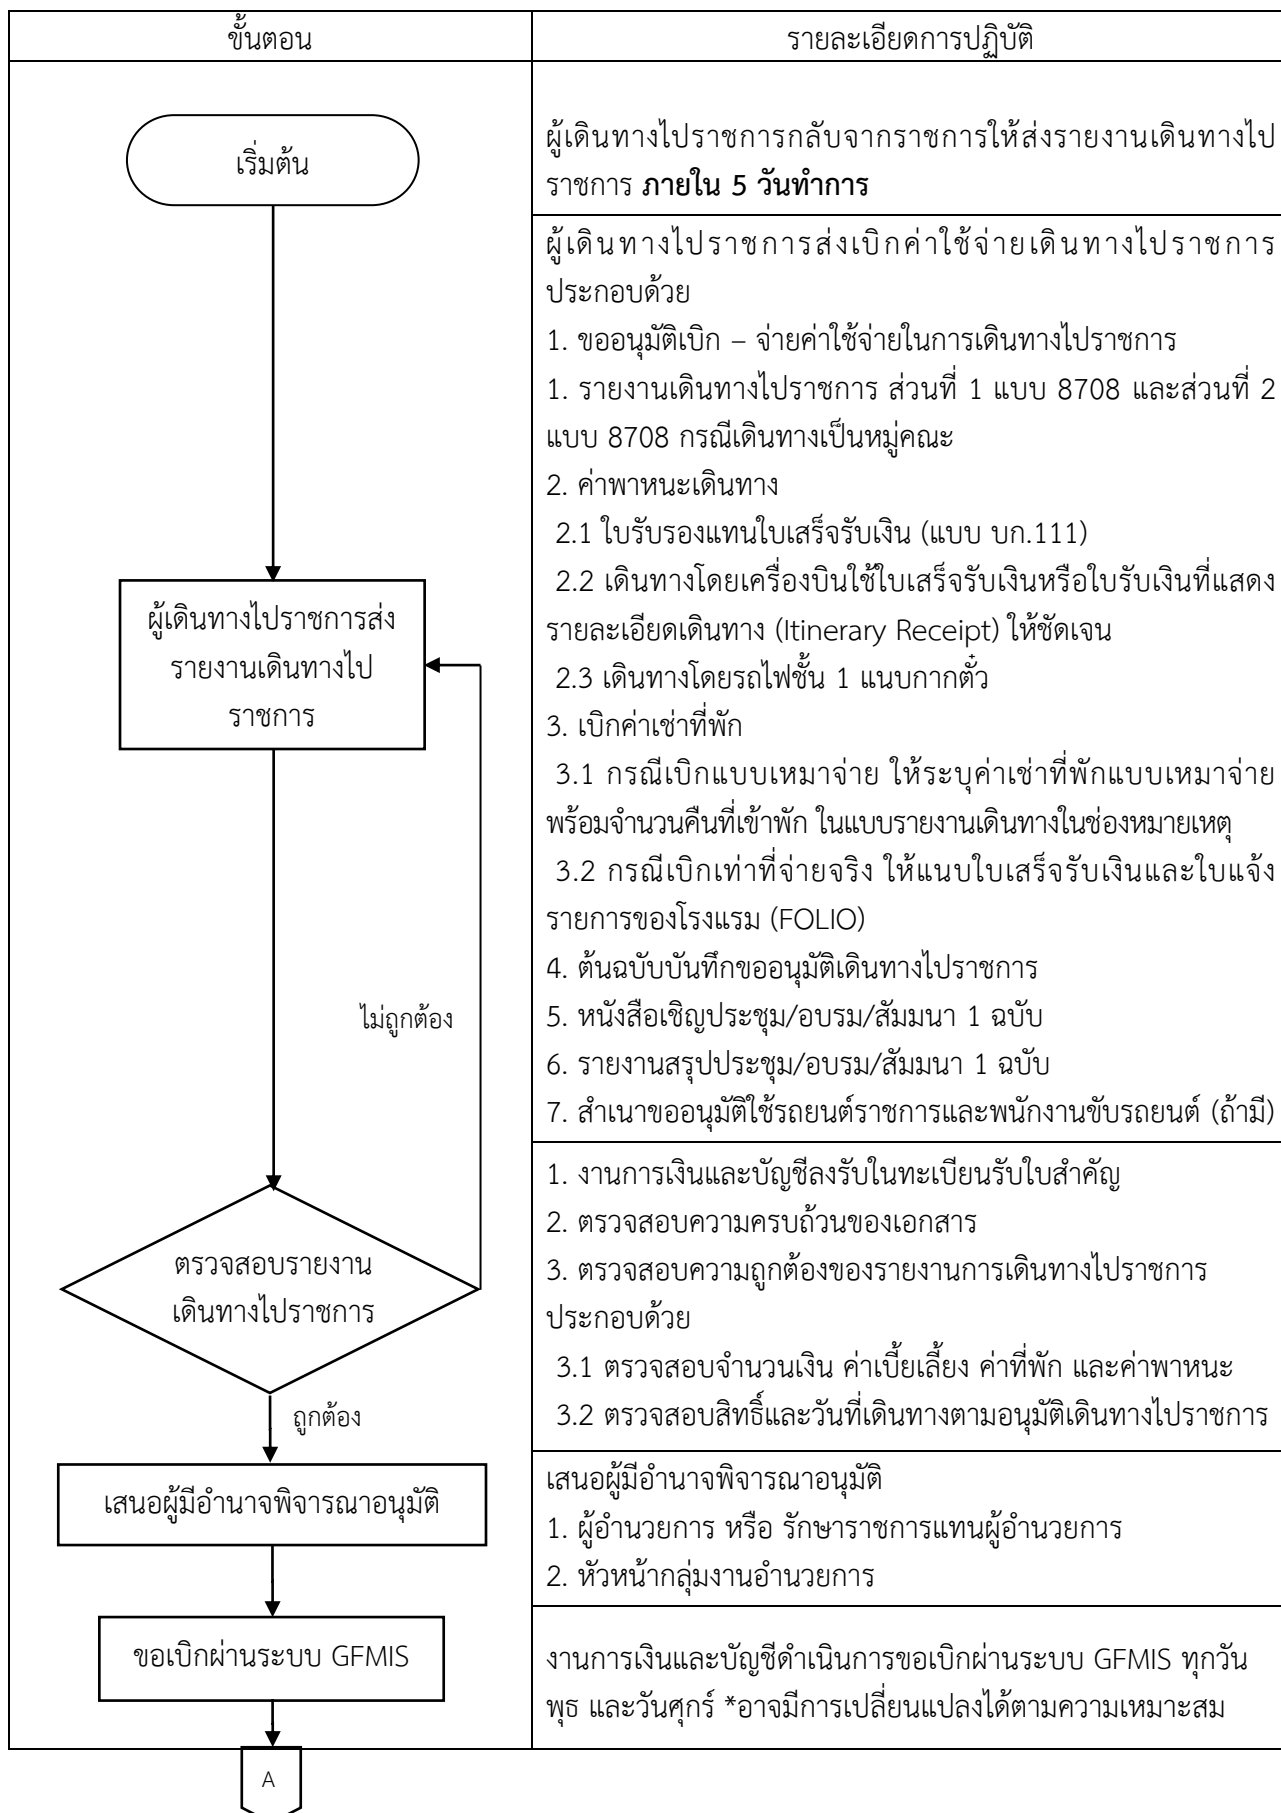 ขั้นตอน
รายละเอียดการปฏิบัติ
เริ่มต้น
ผู้เดินทางไปราชการกลับจากราชการให้ส่งรายงานเดินทางไป
ราชการ ภายใน 5 วันทำการ
ผู้เดินทางไปราชการส่งเบิกค่าใช้จ่ายเดินทางไปราชการ
ประกอบด้วย
1. ขออนุมัติเบิก – จ่ายค่าใช้จ่ายในการเดินทางไปราชการ
1. รายงานเดินทางไปราชการ ส่วนที่ 1 แบบ 8708 และส่วนที่ 2
แบบ 8708 กรณีเดินทางเป็นหมู่คณะ
2. ค่าพาหนะเดินทาง
2.1 ใบรับรองแทนใบเสร็จรับเงิน (แบบ บก.111)
2.2 เดินทางโดยเครื่องบินใช้ใบเสร็จรับเงินหรือใบรับเงินที่แสดง
รายละเอียดเดินทาง (Itinerary Receipt) ให้ชัดเจน
2.3 เดินทางโดยรถไฟชั้น 1 แนบกากตั๋ว
3. เบิกค่าเช่าที่พัก
3.1 กรณีเบิกแบบเหมาจ่าย ให้ระบุค่าเช่าที่พักแบบเหมาจ่าย
พร้อมจำนวนคืนที่เข้าพัก ในแบบรายงานเดินทางในช่องหมายเหตุ
3.2 กรณีเบิกเท่าที่จ่ายจริง ให้แนบใบเสร็จรับเงินและใบแจ้ง
รายการของโรงแรม (FOLIO)
4. ต้นฉบับบันทึกขออนุมัติเดินทางไปราชการ
5. หนังสือเชิญประชุม/อบรม/สัมมนา 1 ฉบับ
6. รายงานสรุปประชุม/อบรม/สัมมนา 1 ฉบับ
7. สำเนาขออนุมัติใช้รถยนต์ราชการและพนักงานขับรถยนต์ (ถ้ามี)
ผู้เดินทางไปราชการส่ง
รายงานเดินทางไป
ราชการ
ไม่ถูกต้อง
1. งานการเงินและบัญชีลงรับในทะเบียนรับใบสำคัญ
2. ตรวจสอบความครบถ้วนของเอกสาร
3. ตรวจสอบความถูกต้องของรายงานการเดินทางไปราชการ
ประกอบด้วย
3.1 ตรวจสอบจำนวนเงิน ค่าเบี้ยเลี้ยง ค่าที่พัก และค่าพาหนะ
3.2 ตรวจสอบสิทธิ์และวันที่เดินทางตามอนุมัติเดินทางไปราชการ
ตรวจสอบรายงาน
เดินทางไปราชการ
ถูกต้อง
เสนอผู้มีอำนาจพิจารณาอนุมัติ
เสนอผู้มีอำนาจพิจารณาอนุมัติ
1. ผู้อำนวยการ หรือ รักษาราชการแทนผู้อำนวยการ
2. หัวหน้ากลุ่มงานอำนวยการ
ขอเบิกผ่านระบบ GFMIS
งานการเงินและบัญชีดำเนินการขอเบิกผ่านระบบ GFMIS ทุกวัน
พุธ และวันศุกร์ *อาจมีการเปลี่ยนแปลงได้ตามความเหมาะสม
A